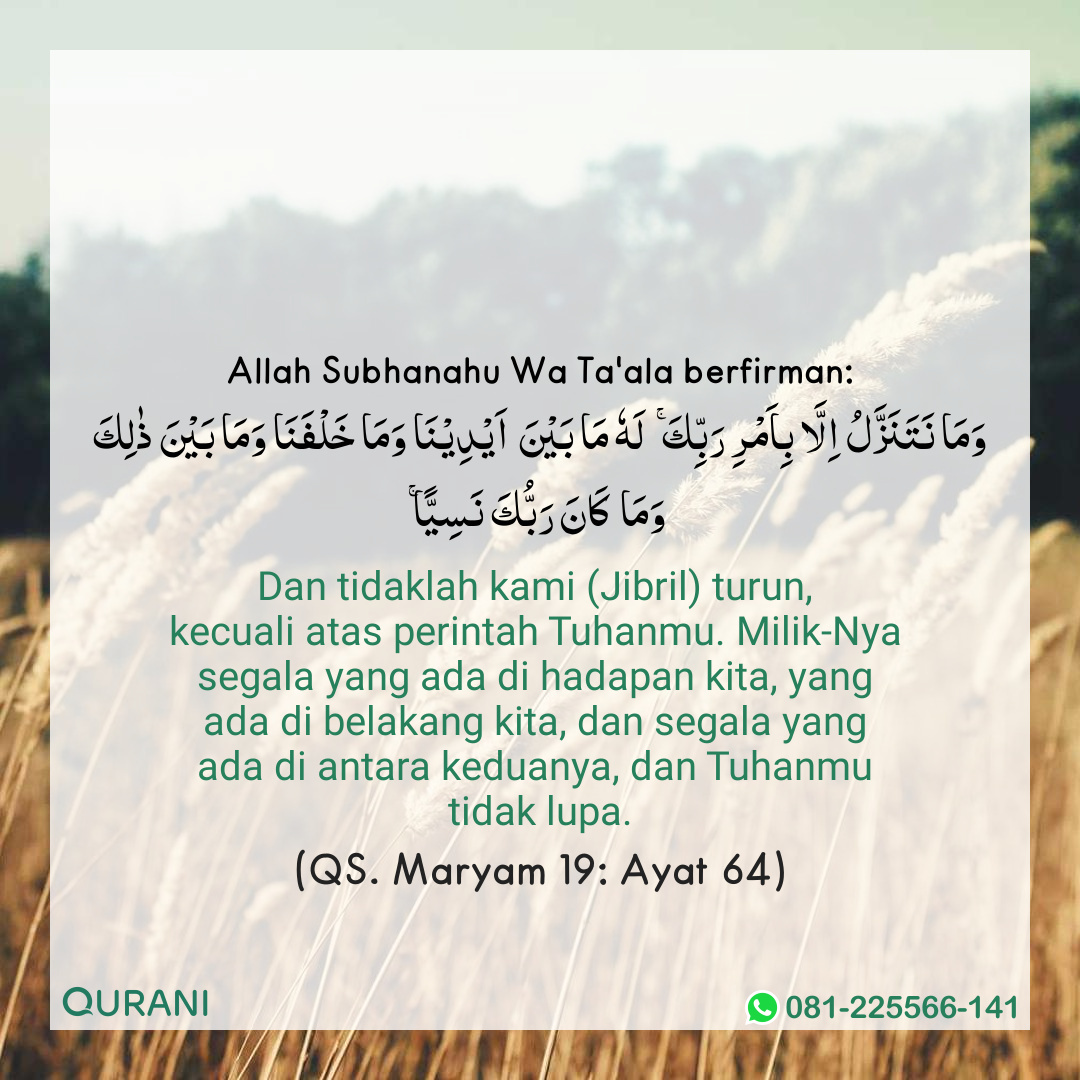 Allah Subhanahu Wa Ta'ala berfirman:
وَمَا نَتَنَزَّلُ اِلَّا بِاَمْرِ رَبِّكَۚ لَهٗ مَا بَيْنَ اَيْدِيْنَا وَمَا خَلْفَنَا وَمَا بَيْنَ ذٰلِكَ
وَمَا كَانَ رَبُّكَ نَسِيًّاۚ
Dan tidaklah kami (Jibril) turun,
kecuali atas perintah Tuhanmu. Milik-Nya
segala yang ada di hadapan kita, yang
ada di belakang kita, dan segala yang
ada di antara keduanya, dan Tuhanmu
tidak lupa.
(QS. Maryam 19: Ayat 64)
QURANI
081-225566-141